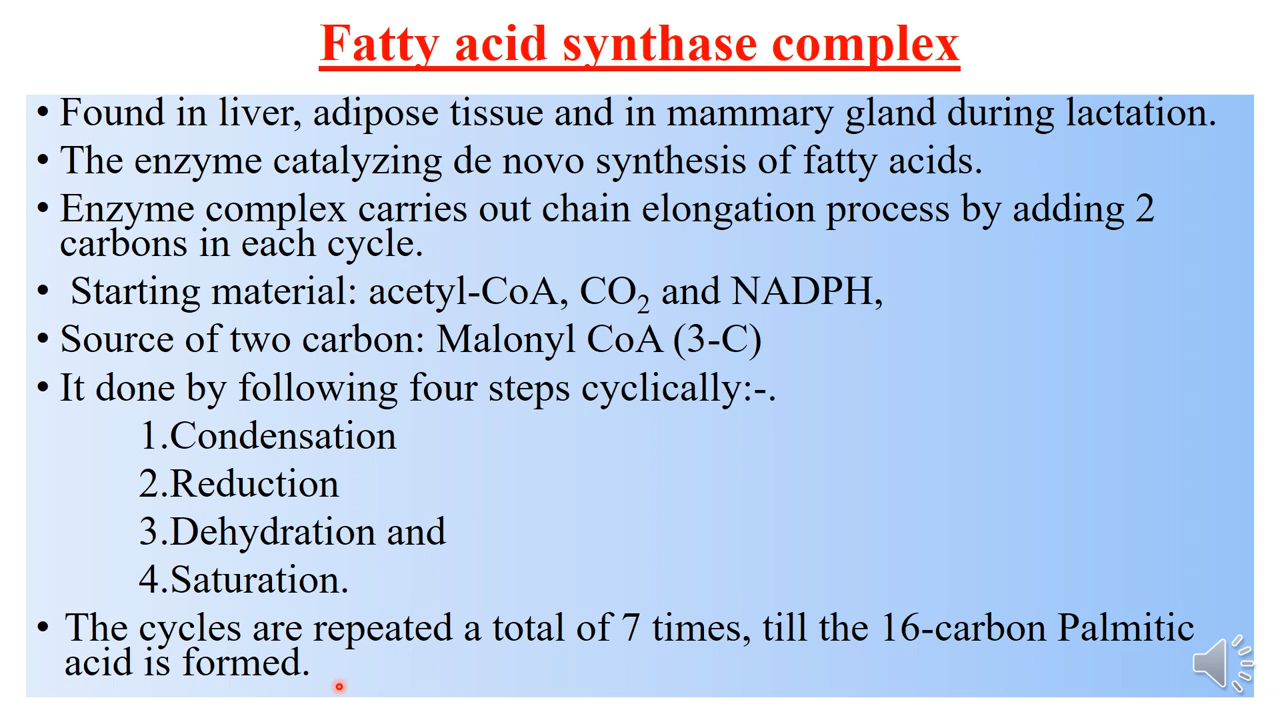 Fatty acid synthase complex
• Found in liver, adipose tissue and in mammary gland during lactation.
• The enzyme catalyzing de novo synthesis of fatty acids.
• Enzyme complex carries out chain elongation process by adding 2
carbons in each cycle.
• Starting material: acetyl-CoA, CO₂ and NADPH,
• Source of two carbon: Malonyl CoA (3-C)
• It done by following four steps cyclically:-.
1.Condensation
2.Reduction
3.Dehydration and
4.Saturation.
• The cycles are repeated a total of 7 times, till the 16-carbon Palmitic
acid is formed.